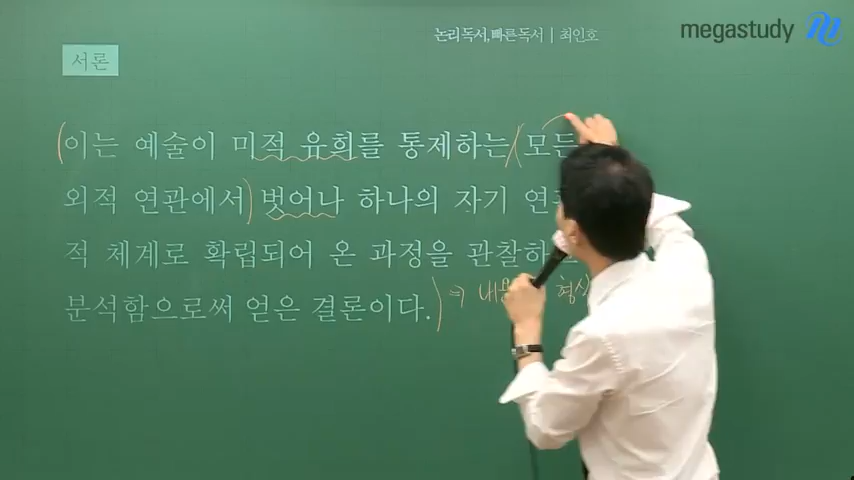 논리독서, 빠른독서 | 최인호
megastudy
서론
이는 예술이 미적 유희를 통제하는 모든
외적 연관에서 벗어나 하나의 자기 연
적 체계로 확립되어 온 과정을 관찰하
분석함으로써 얻은 결론이다.